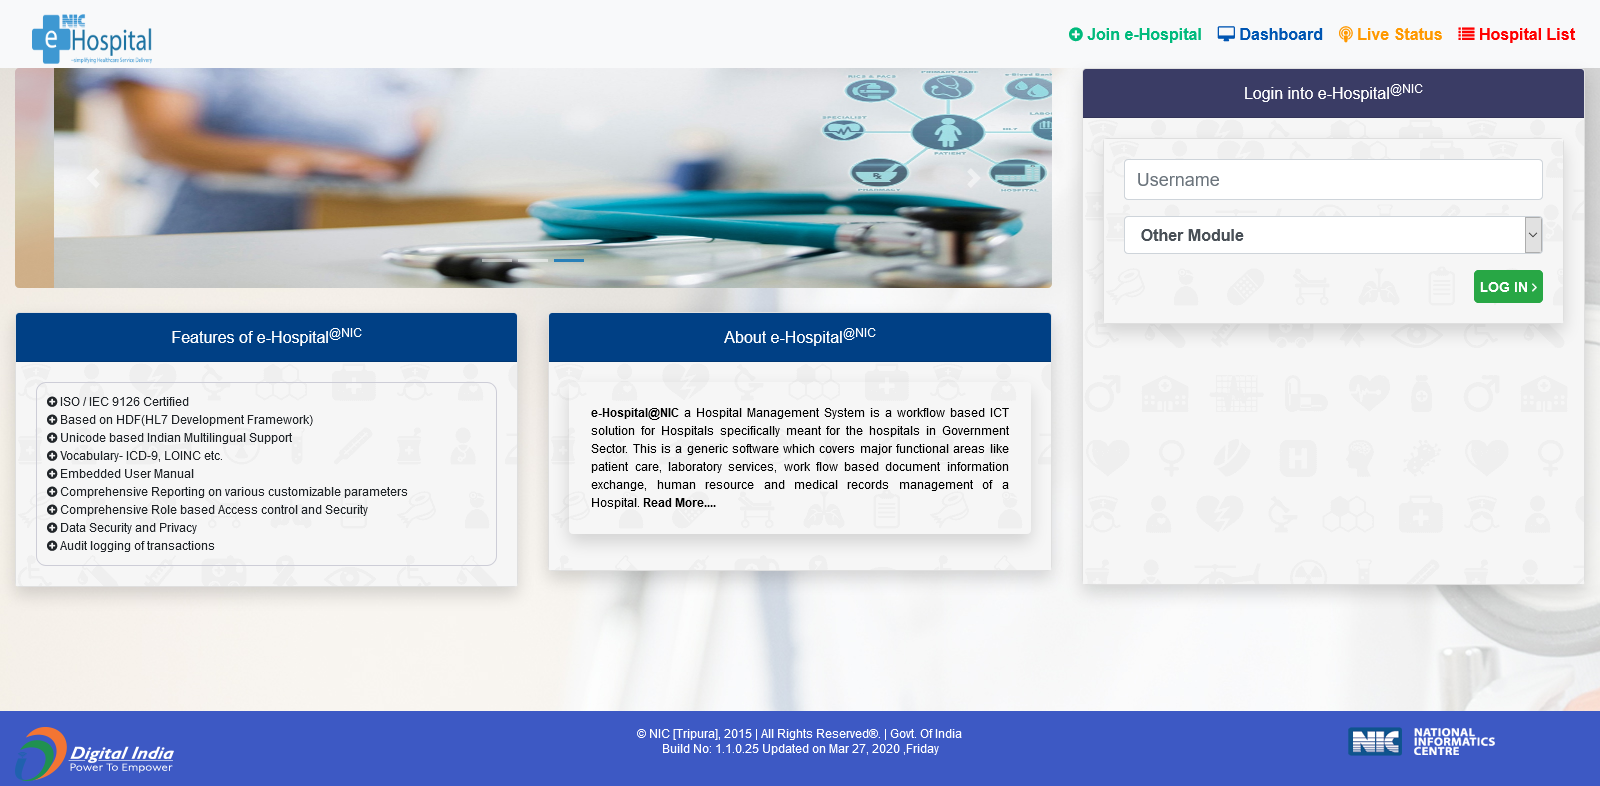 NIC
e Hospital
~simplifying Healthcare Service Delivery
Join e-Hospital
Dashboard
Live Status
Hospital List
RIC & PACS
PRIMARY CARE
e-Blood Bank
SPECIALIST
HL7
LABO
PATIENT
PHARMACY
HOSPITAL
Login into e-Hospital@NIC
Username
Other Module
LOG IN
Features of e-Hospital@NIC
ISO / IEC 9126 Certified
Based on HDF(HL7 Development Framework)
Unicode based Indian Multilingual Support
Vocabulary- ICD-9, LOINC etc.
Embedded User Manual
Comprehensive Reporting on various customizable parameters
Comprehensive Role based Access control and Security
Data Security and Privacy
Audit logging of transactions
About e-Hospital@NIC
e-Hospital@NIC a Hospital Management System is a workflow based ICT
solution for Hospitals specifically meant for the hospitals in Government
Sector. This is a generic software which covers major functional areas like
patient care, laboratory services, work flow based document information
exchange, human resource and medical records management of a
Hospital. Read More....
Digital India
Power To Empower
© NIC [Tripura], 2015 | All Rights Reserved®. | Govt. Of India
Build No: 1.1.0.25 Updated on Mar 27, 2020 ,Friday
NIC
NATIONAL
INFORMATICS
CENTRE